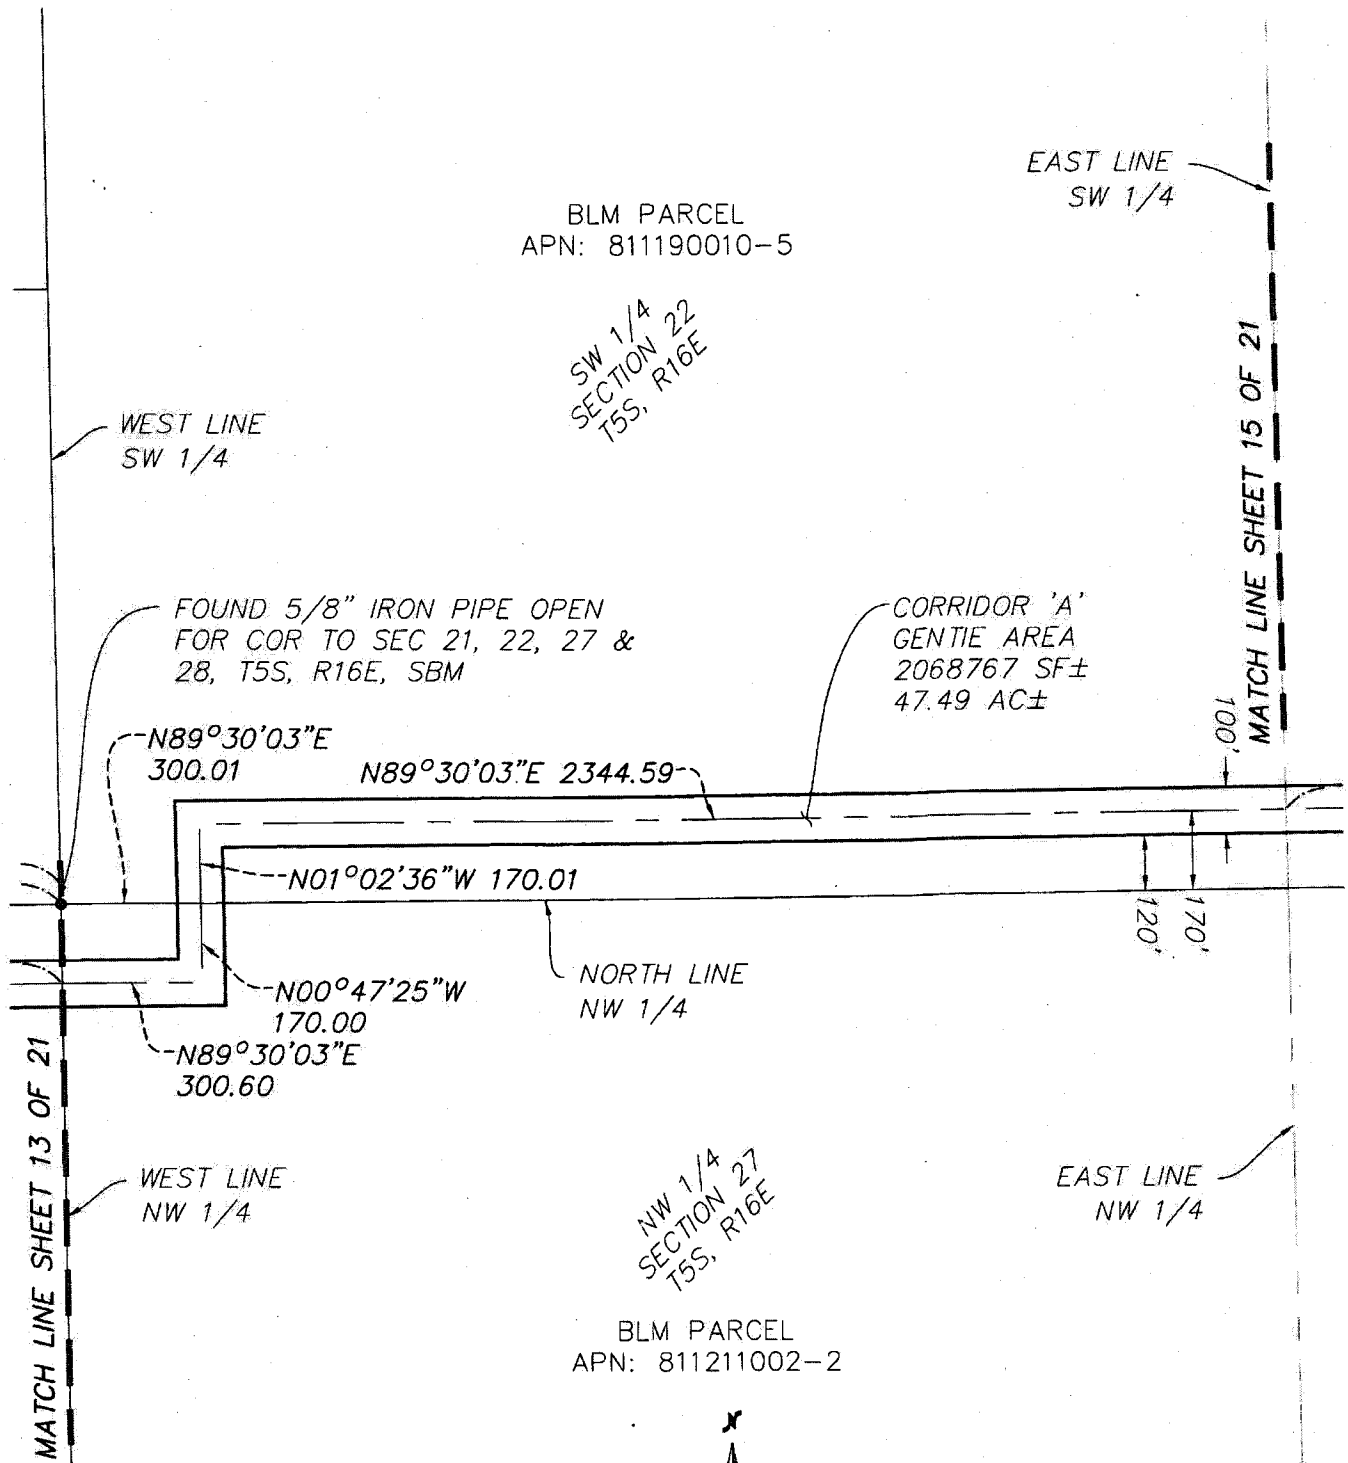 EAST LINE
SW 1/4
BLM PARCEL
APN: 811190010-5
SW 1/4
SECTION 22
T5S, R16E
MATCH LINE SHEET 15 OF 21
WEST LINE
SW 1/4
FOUND 5/8" IRON PIPE OPEN
FOR COR TO SEC 21, 22, 27 &
28, T5S, R16E, SBM
CORRIDOR 'A'
GENTIE AREA
2068767 SF±
47.49 AC±
100'
N89°30'03"E
300.01
N89°30'03"E 2344.59
N01°02'36"W 170.01
120'
170'
NORTH LINE
NW 1/4
N00°47'25"W
170.00
N89°30'03"E
300.60
MATCH LINE SHEET 13 OF 21
WEST LINE
NW 1/4
NW 1/4
SECTION 27
T5S, R16E
EAST LINE
NW 1/4
BLM PARCEL
APN: 811211002-2
N